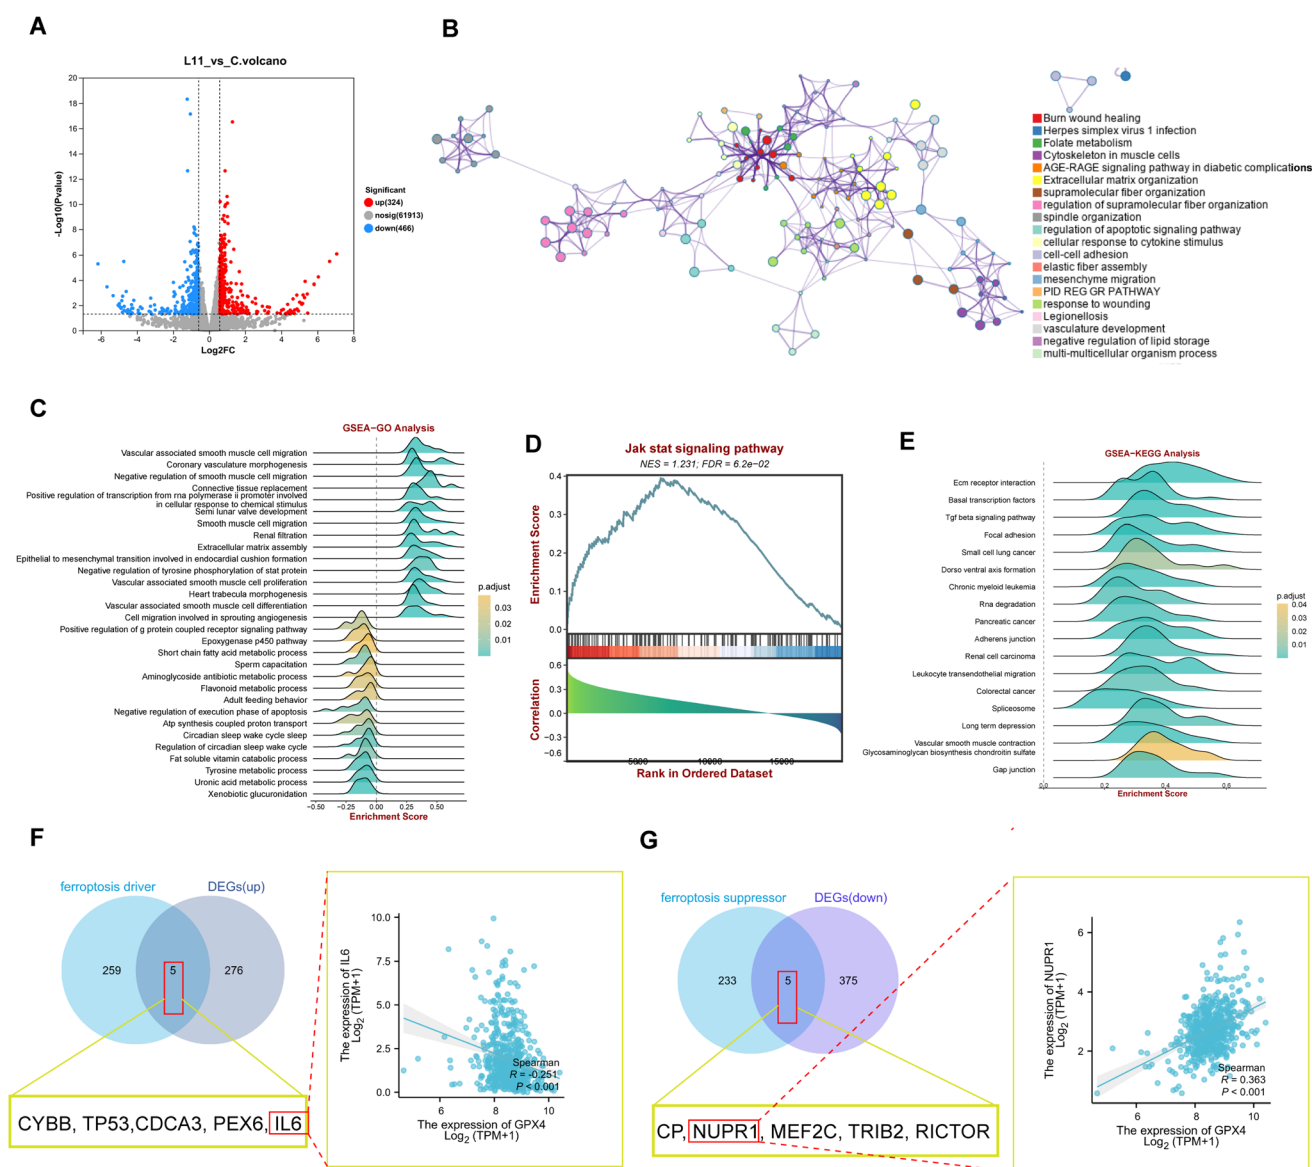 A
L11_vs_C.volcano
-Log10(Pvalue)
20
18
16
14
12
10
8
6
4
2
0
-6
-4
-2
0
2
4
6
8
Log2FC
Significant
up(324)
nosig(61913)
down(466)
B
Burn wound healing
Herpes simplex virus 1 infection
Folate metabolism
Cytoskeleton in muscle cells
AGE-RAGE signaling pathway in diabetic complications
Extracellular matrix organization
supramolecular fiber organization
regulation of supramolecular fiber organization
spindle organization
regulation of apoptotic signaling pathway
cellular response to cytokine stimulus
cell-cell adhesion
elastic fiber assembly
mesenchyme migration
PID REG GR PATHWAY
response to wounding
Legionellosis
vasculature development
negative regulation of lipid storage
multi-multicellular organism process
C
GSEA-GO Analysis
Vascular associated smooth muscle cell migration
Coronary vasculature morphogenesis
Negative regulation of smooth muscle cell migration
Connective tissue replacement
Positive regulation of transcription from rna polymerase ii promoter involved
in cellular response to chemical stimulus
Semi lunar valve development
Smooth muscle cell migration
Renal filtration
Extracellular matrix assembly
Epithelial to mesenchymal transition involved in endocardial cushion formation
Negative regulation of tyrosine phosphorylation of stat protein
Vascular associated smooth muscle cell proliferation
Heart trabecula morphogenesis
Vascular associated smooth muscle cell differentiation
Cell migration involved in sprouting angiogenesis
Positive regulation of g protein coupled receptor signaling pathway
Epoxygenase p450 pathway
Short chain fatty acid metabolic process
Sperm capacitation
Aminoglycoside antibiotic metabolic process
Flavonoid metabolic process
Adult feeding behavior
Negative regulation of execution phase of apoptosis
Atp synthesis coupled proton transport
Circadian sleep wake cycle sleep
Regulation of circadian sleep wake cycle
Fat soluble vitamin catabolic process
Tyrosine metabolic process
Uronic acid metabolic process
Xenobiotic glucuronidation
-0.50
-0.25
0.00
0.25
0.50
Enrichment Score
p.adjust
0.03
0.02
0.01
D
Jak stat signaling pathway
NES = 1.231; FDR = 6.2e-02
Enrichment Score
0.4
0.3
0.2
0.1
0.0
Correlation
0.6
0.3
0.0
-0.3
-0.6
5000
10000
15000
Rank in Ordered Dataset
E
GSEA-KEGG Analysis
Ecm receptor interaction
Basal transcription factors
Tgf beta signaling pathway
Focal adhesion
Small cell lung cancer
Dorso ventral axis formation
Chronic myeloid leukemia
Rna degradation
Pancreatic cancer
Adherens junction
Renal cell carcinoma
Leukocyte transendothelial migration
Colorectal cancer
Spliceosome
Long term depression
Vascular smooth muscle contraction
Glycosaminoglycan biosynthesis chondroitin sulfate
Gap junction
0.0
0.2
0.4
0.6
Enrichment Score
p.adjust
0.04
0.03
0.02
0.01
F
ferroptosis driver
DEGs(up)
259
5
276
CYBB, TP53,CDCA3, PEX6, IL6
The expression of IL6
Log2 (TPM+1)
10.0
7.5
5.0
2.5
0.0
Spearman
R = -0.251
P < 0.001
6
8
10
The expression of GPX4
Log2 (TPM+1)
G
ferroptosis suppressor
DEGs(down)
233
5
375
CP, NUPR1, MEF2C, TRIB2, RICTOR
The expression of NUPR1
Log2 (TPM+1)
6
4
2
Spearman
R = 0.363
P < 0.001
6
8
10
The expression of GPX4
Log2 (TPM+1)